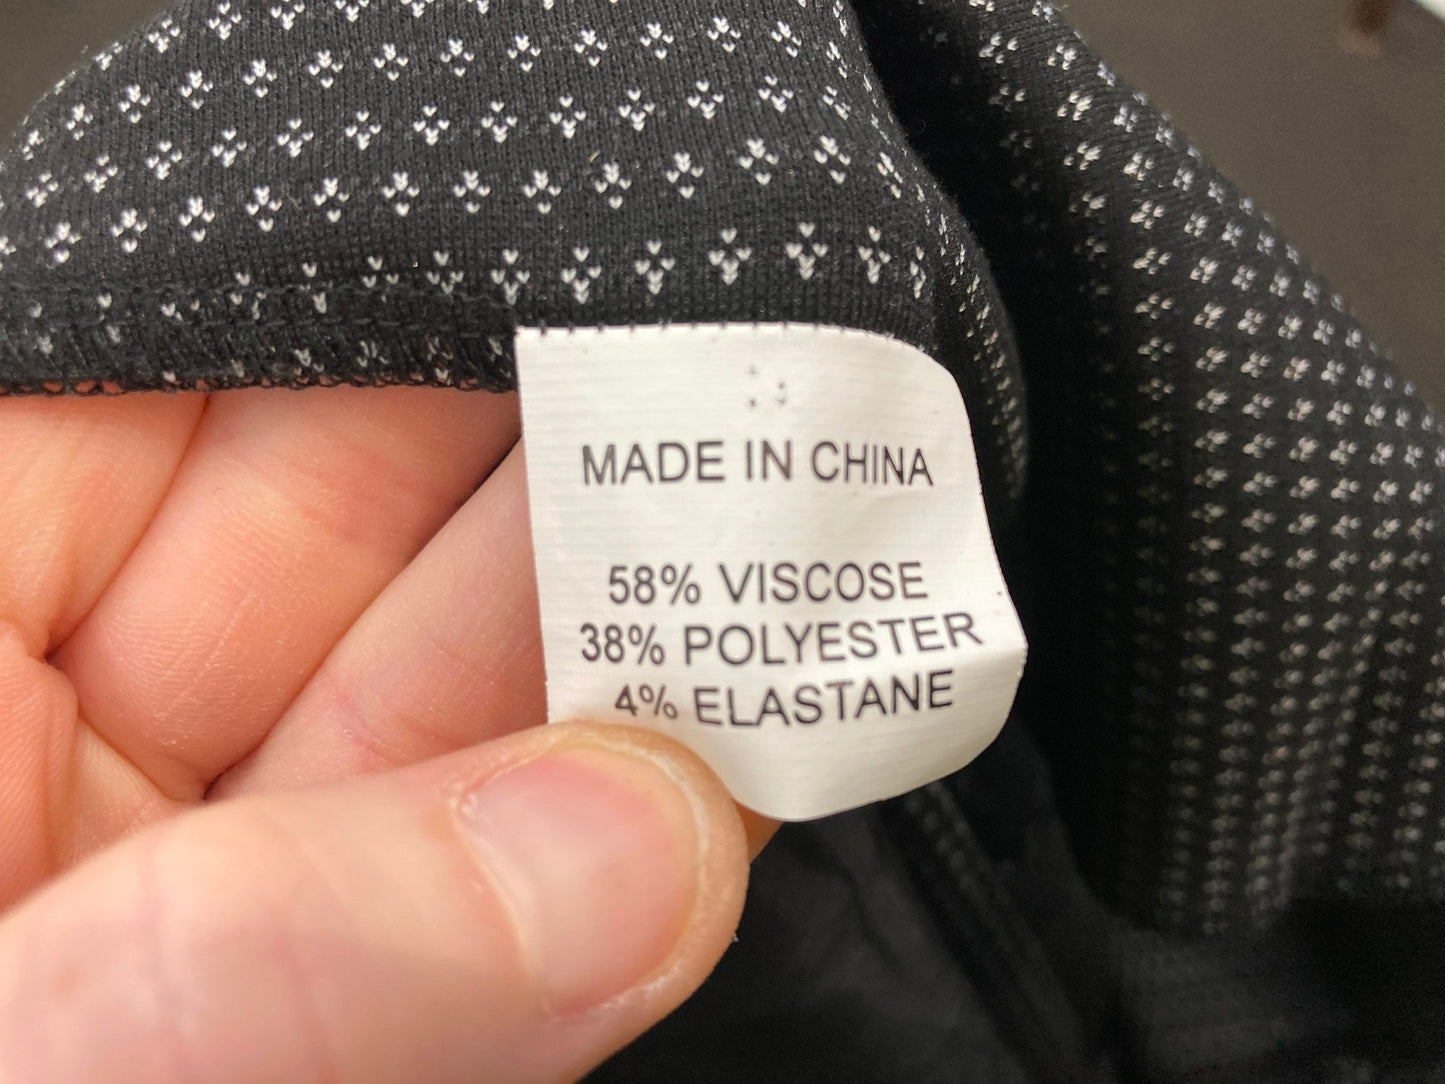 MADE IN CHINA
58% VISCOSE
38% POLYESTER
4% ELASTANE